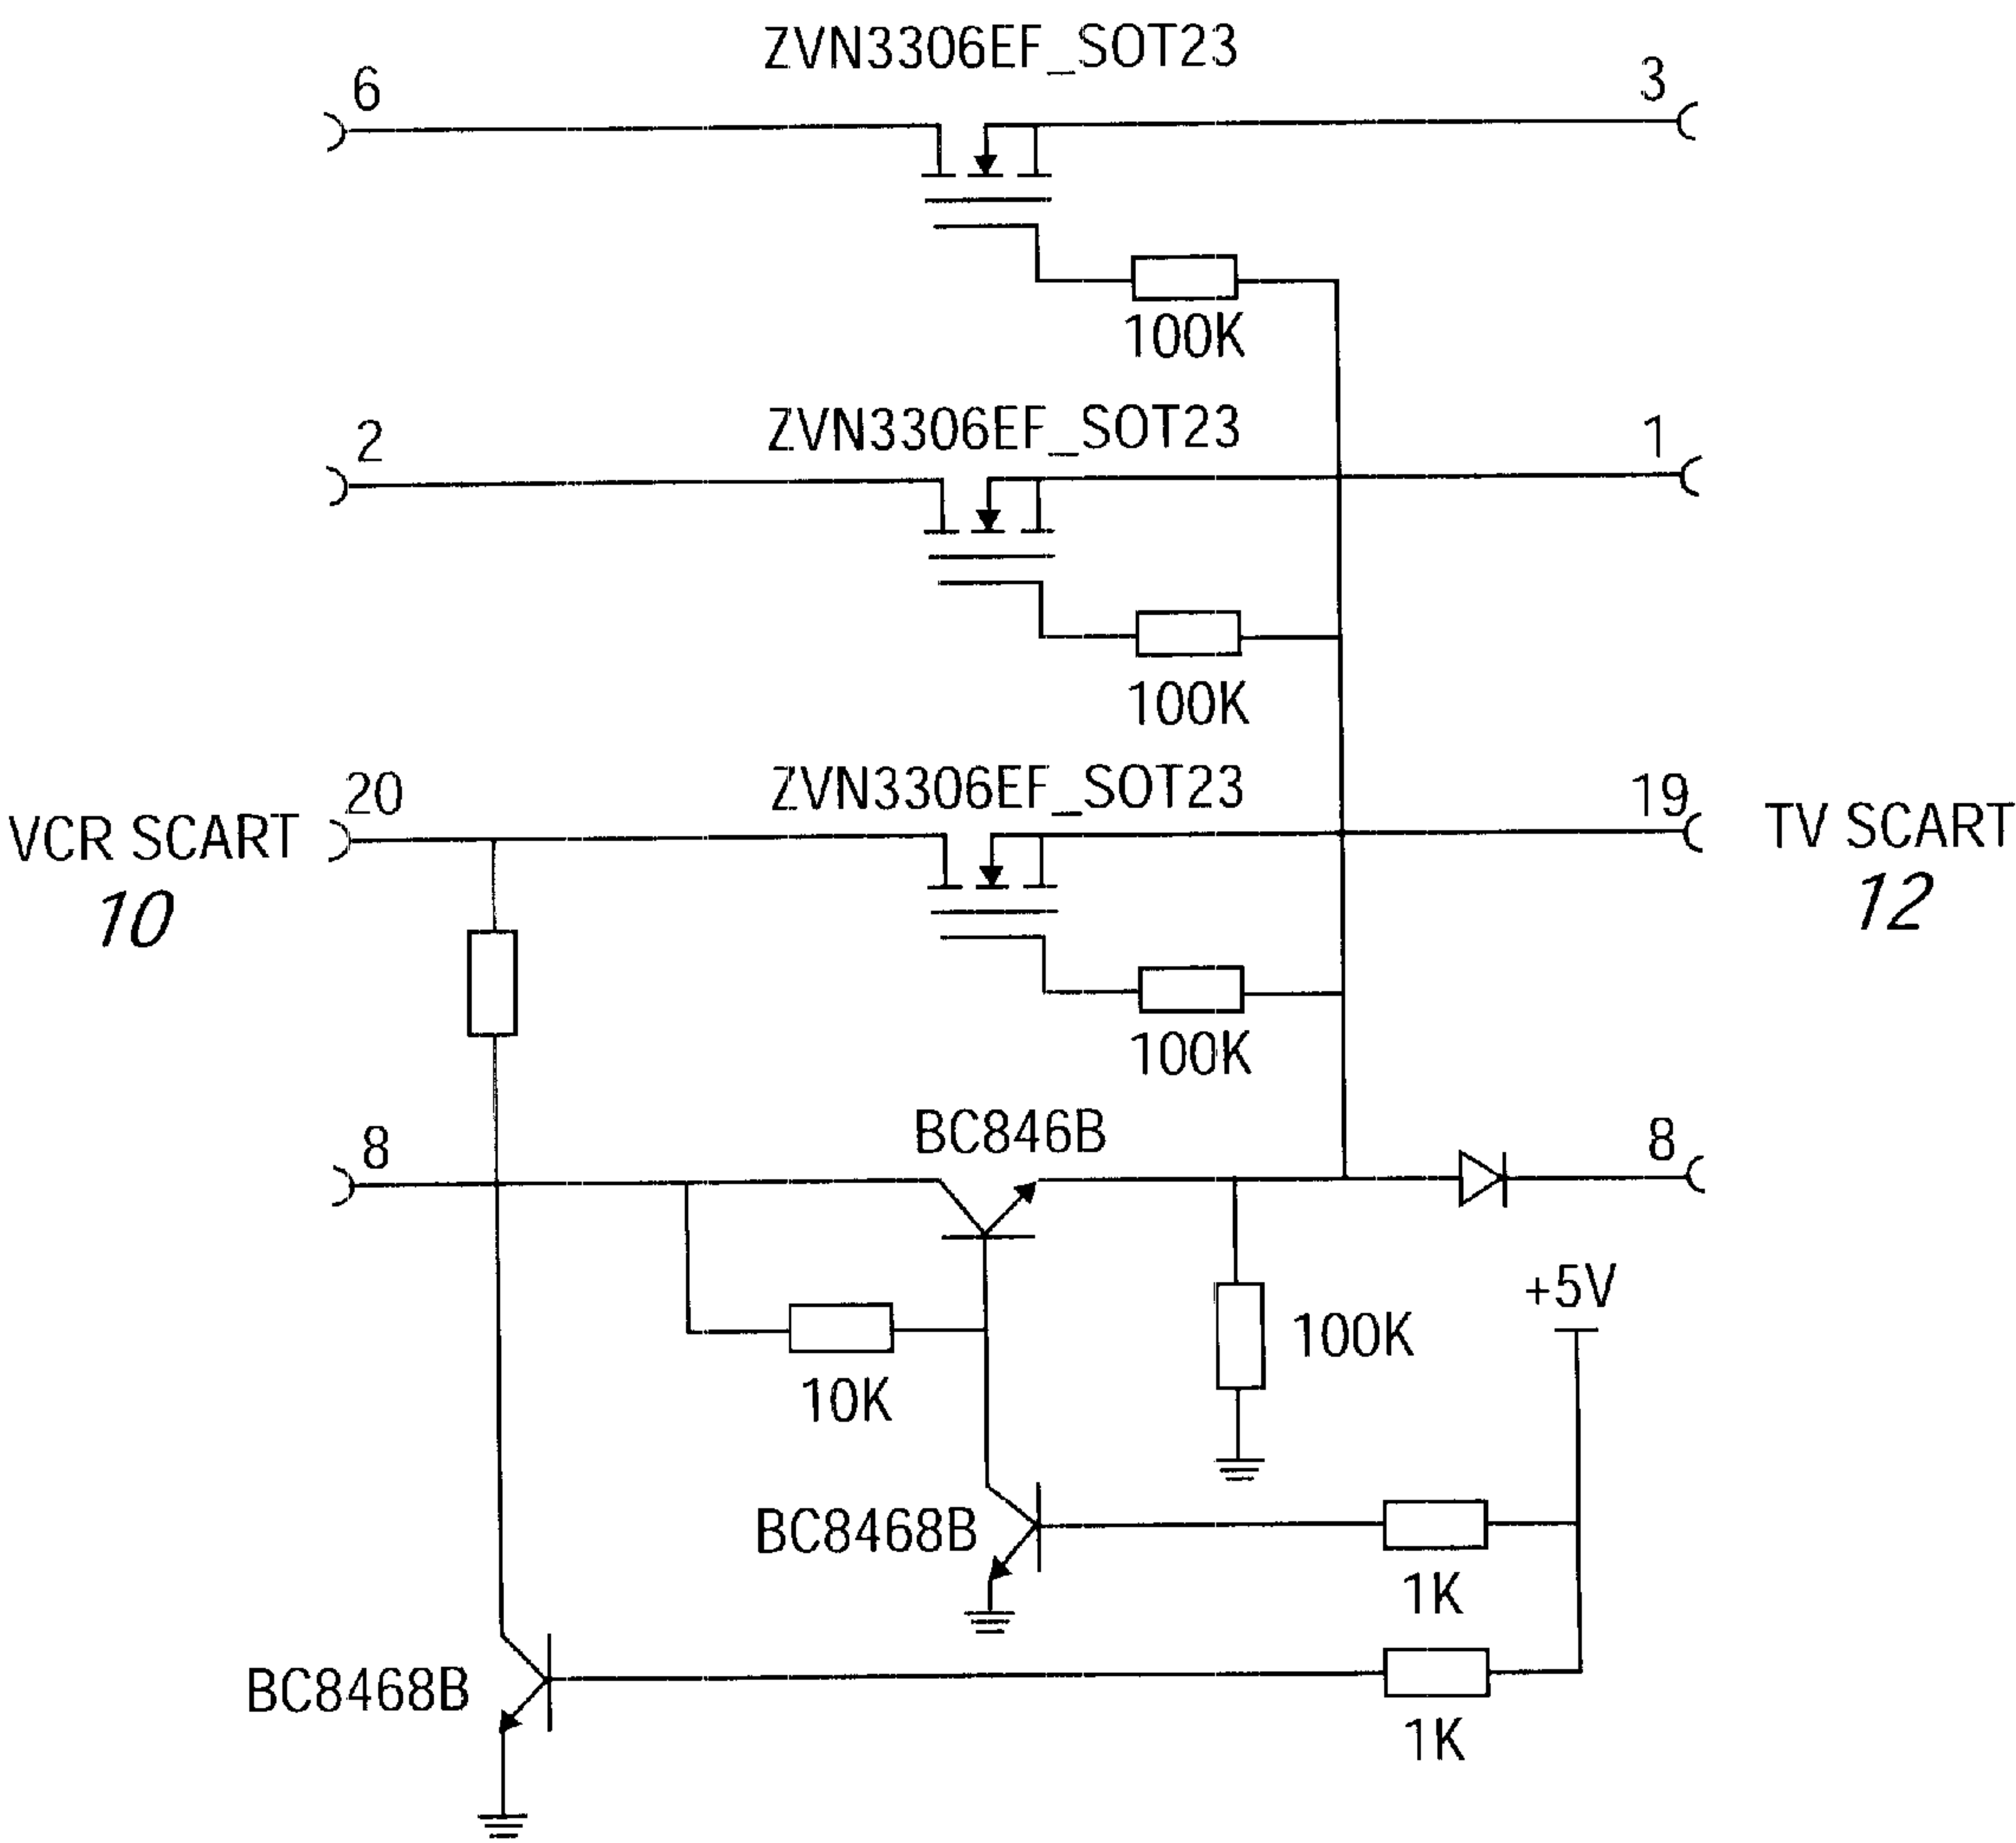 ZVN3306EF_SOT23
6
3
100K
ZVN3306EF_SOT23
2
1
100K
ZVN3306EF_SOT23
20
19
VCR SCART
10
TV SCART
12
100K
BC846B
8
8
+5V
100K
10K
BC8468B
1K
BC8468B
1K